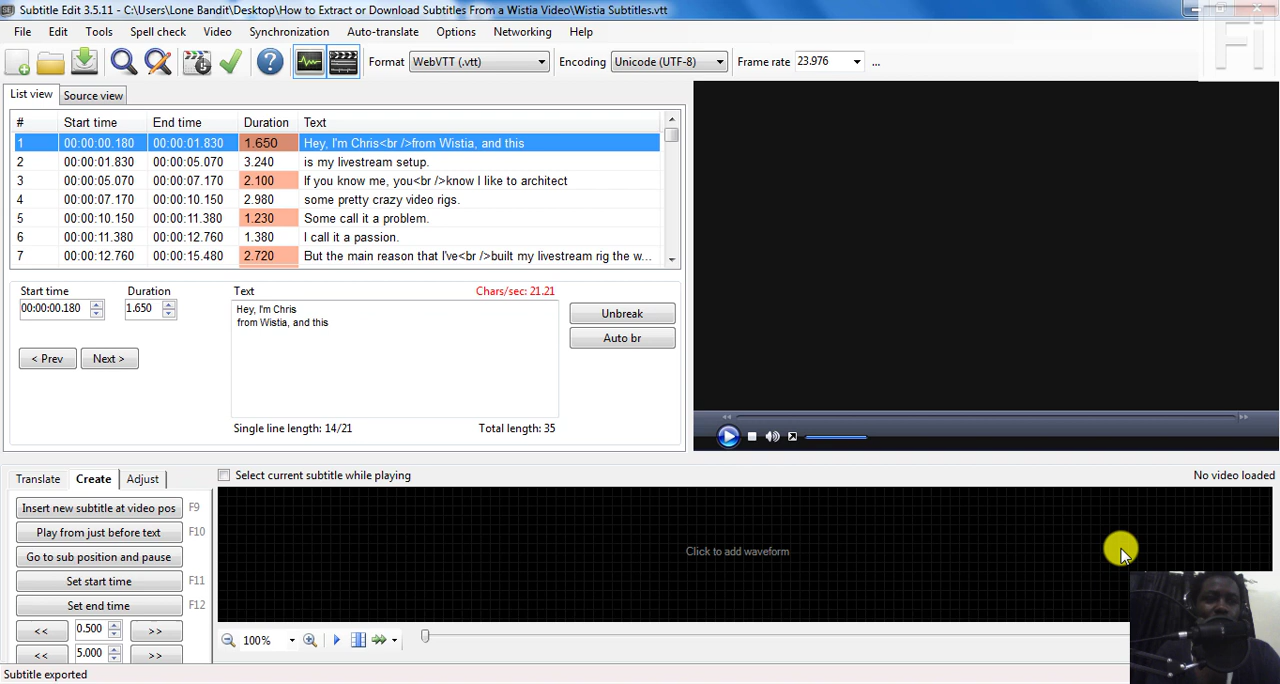 Subtitle Edit 3.5.11 - C:\Users\Lone Bandit\Desktop\How to Extract or Download Subtitles From a Wistia Video\Wistia Subtitles.vtt
File Edit Tools Spell check Video Synchronization Auto-translate Options Networking Help
Format WebVTT (.vtt) Encoding Unicode (UTF-8) Frame rate 23.976 ...
Fi
List view Source view
# Start time End time Duration Text
1 00:00:00.180 00:00:01.830 1.650 Hey, I'm Chris<br />from Wistia, and this
2 00:00:01.830 00:00:05.070 3.240 is my livestream setup.
3 00:00:05.070 00:00:07.170 2.100 If you know me, you<br />know I like to architect
4 00:00:07.170 00:00:10.150 2.980 some pretty crazy video rigs.
5 00:00:10.150 00:00:11.380 1.230 Some call it a problem.
6 00:00:11.380 00:00:12.760 1.380 I call it a passion.
7 00:00:12.760 00:00:15.480 2.720 But the main reason that I've<br />built my livestream rig the w...
Start time Duration Text Chars/sec: 21.21
00:00:00.180 1.650
Hey, I'm Chris
from Wistia, and this
Unbreak
Auto br
< Prev Next >
Single line length: 14/21 Total length: 35
Translate Create Adjust
Select current subtitle while playing No video loaded
Insert new subtitle at video pos F9
Play from just before text F10
Go to sub position and pause
Set start time F11
Set end time F12
<< 0.500 >>
<< 5.000 >>
Click to add waveform
100%
Subtitle exported